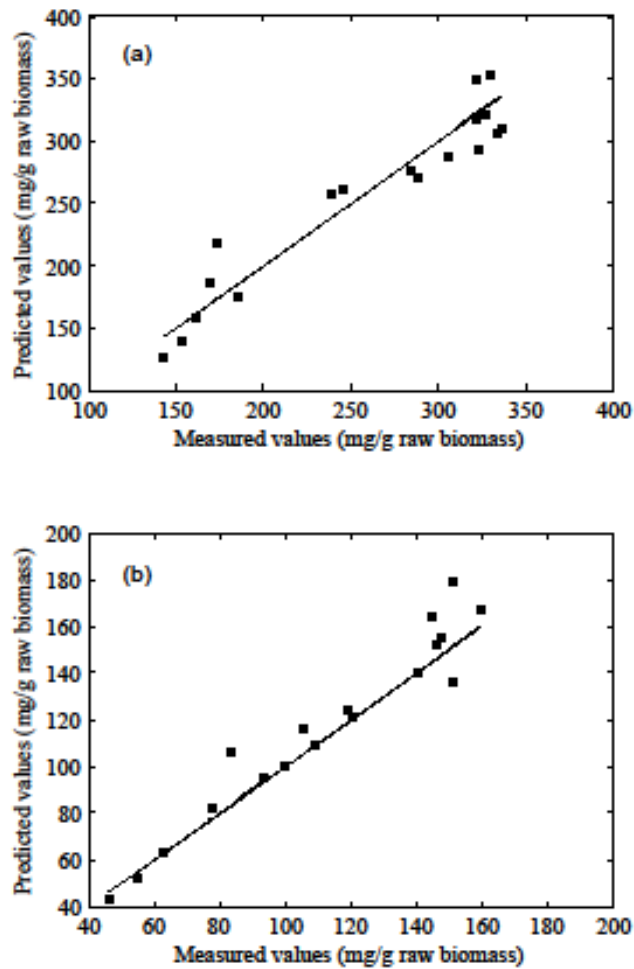 400
350
300
250
200
150
100
(a)
Predicted values (mg/g raw biomass)
100 150 200 250 300 350 400
Measured values (mg/g raw biomass)
200
180
160
140
120
100
80
60
40
(b)
Predicted values (mg/g raw biomass)
40 60 80 100 120 140 160 180 200
Measured values (mg/g raw biomass)